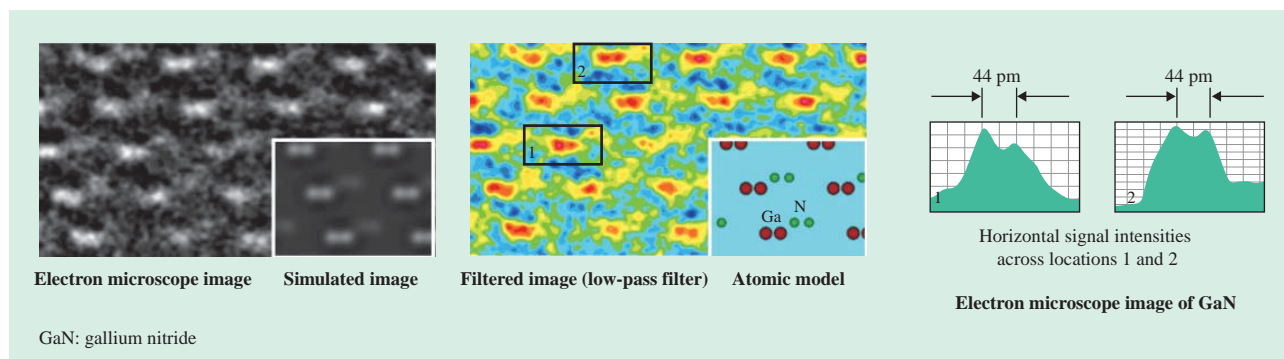 2
1
Ga
N
44 pm
44 pm
1
2
Horizontal signal intensities
across locations 1 and 2
Electron microscope image
Simulated image
Filtered image (low-pass filter)
Atomic model
Electron microscope image of GaN
GaN: gallium nitride